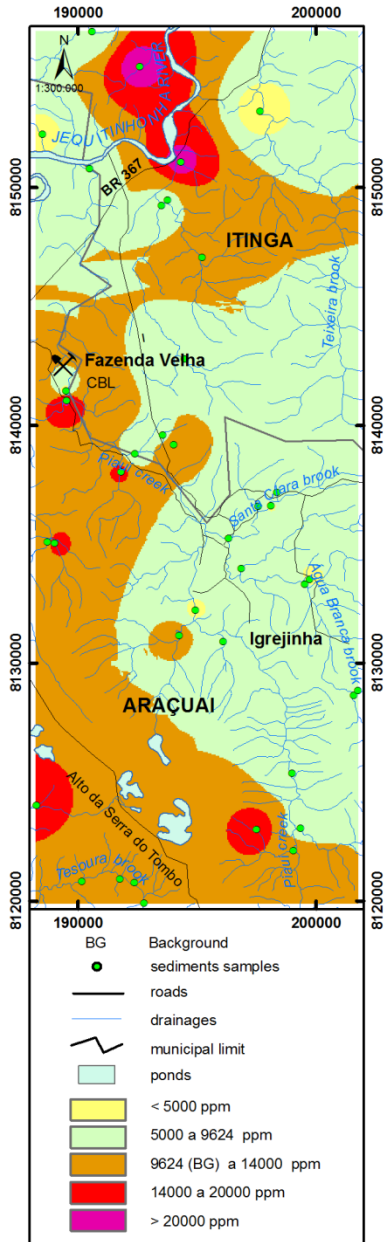 190000 200000
N
1:300.000
JEQUITINHONHA RIVER
BR 367
8150000
8150000
ITINGA
Teixeira brook
Fazenda Velha
CBL
8140000
8140000
Piauí creek
Santa Clara brook
Água Branca brook
Igrejinha
8130000
8130000
ARAÇUAI
Alto da Serra do Tombo
Tesoural brook
Piauí creek
8120000
8120000
190000 200000
BG Background
sediments samples
roads
drainages
municipal limit
ponds
< 5000 ppm
5000 a 9624 ppm
9624 (BG) a 14000 ppm
14000 a 20000 ppm
> 20000 ppm